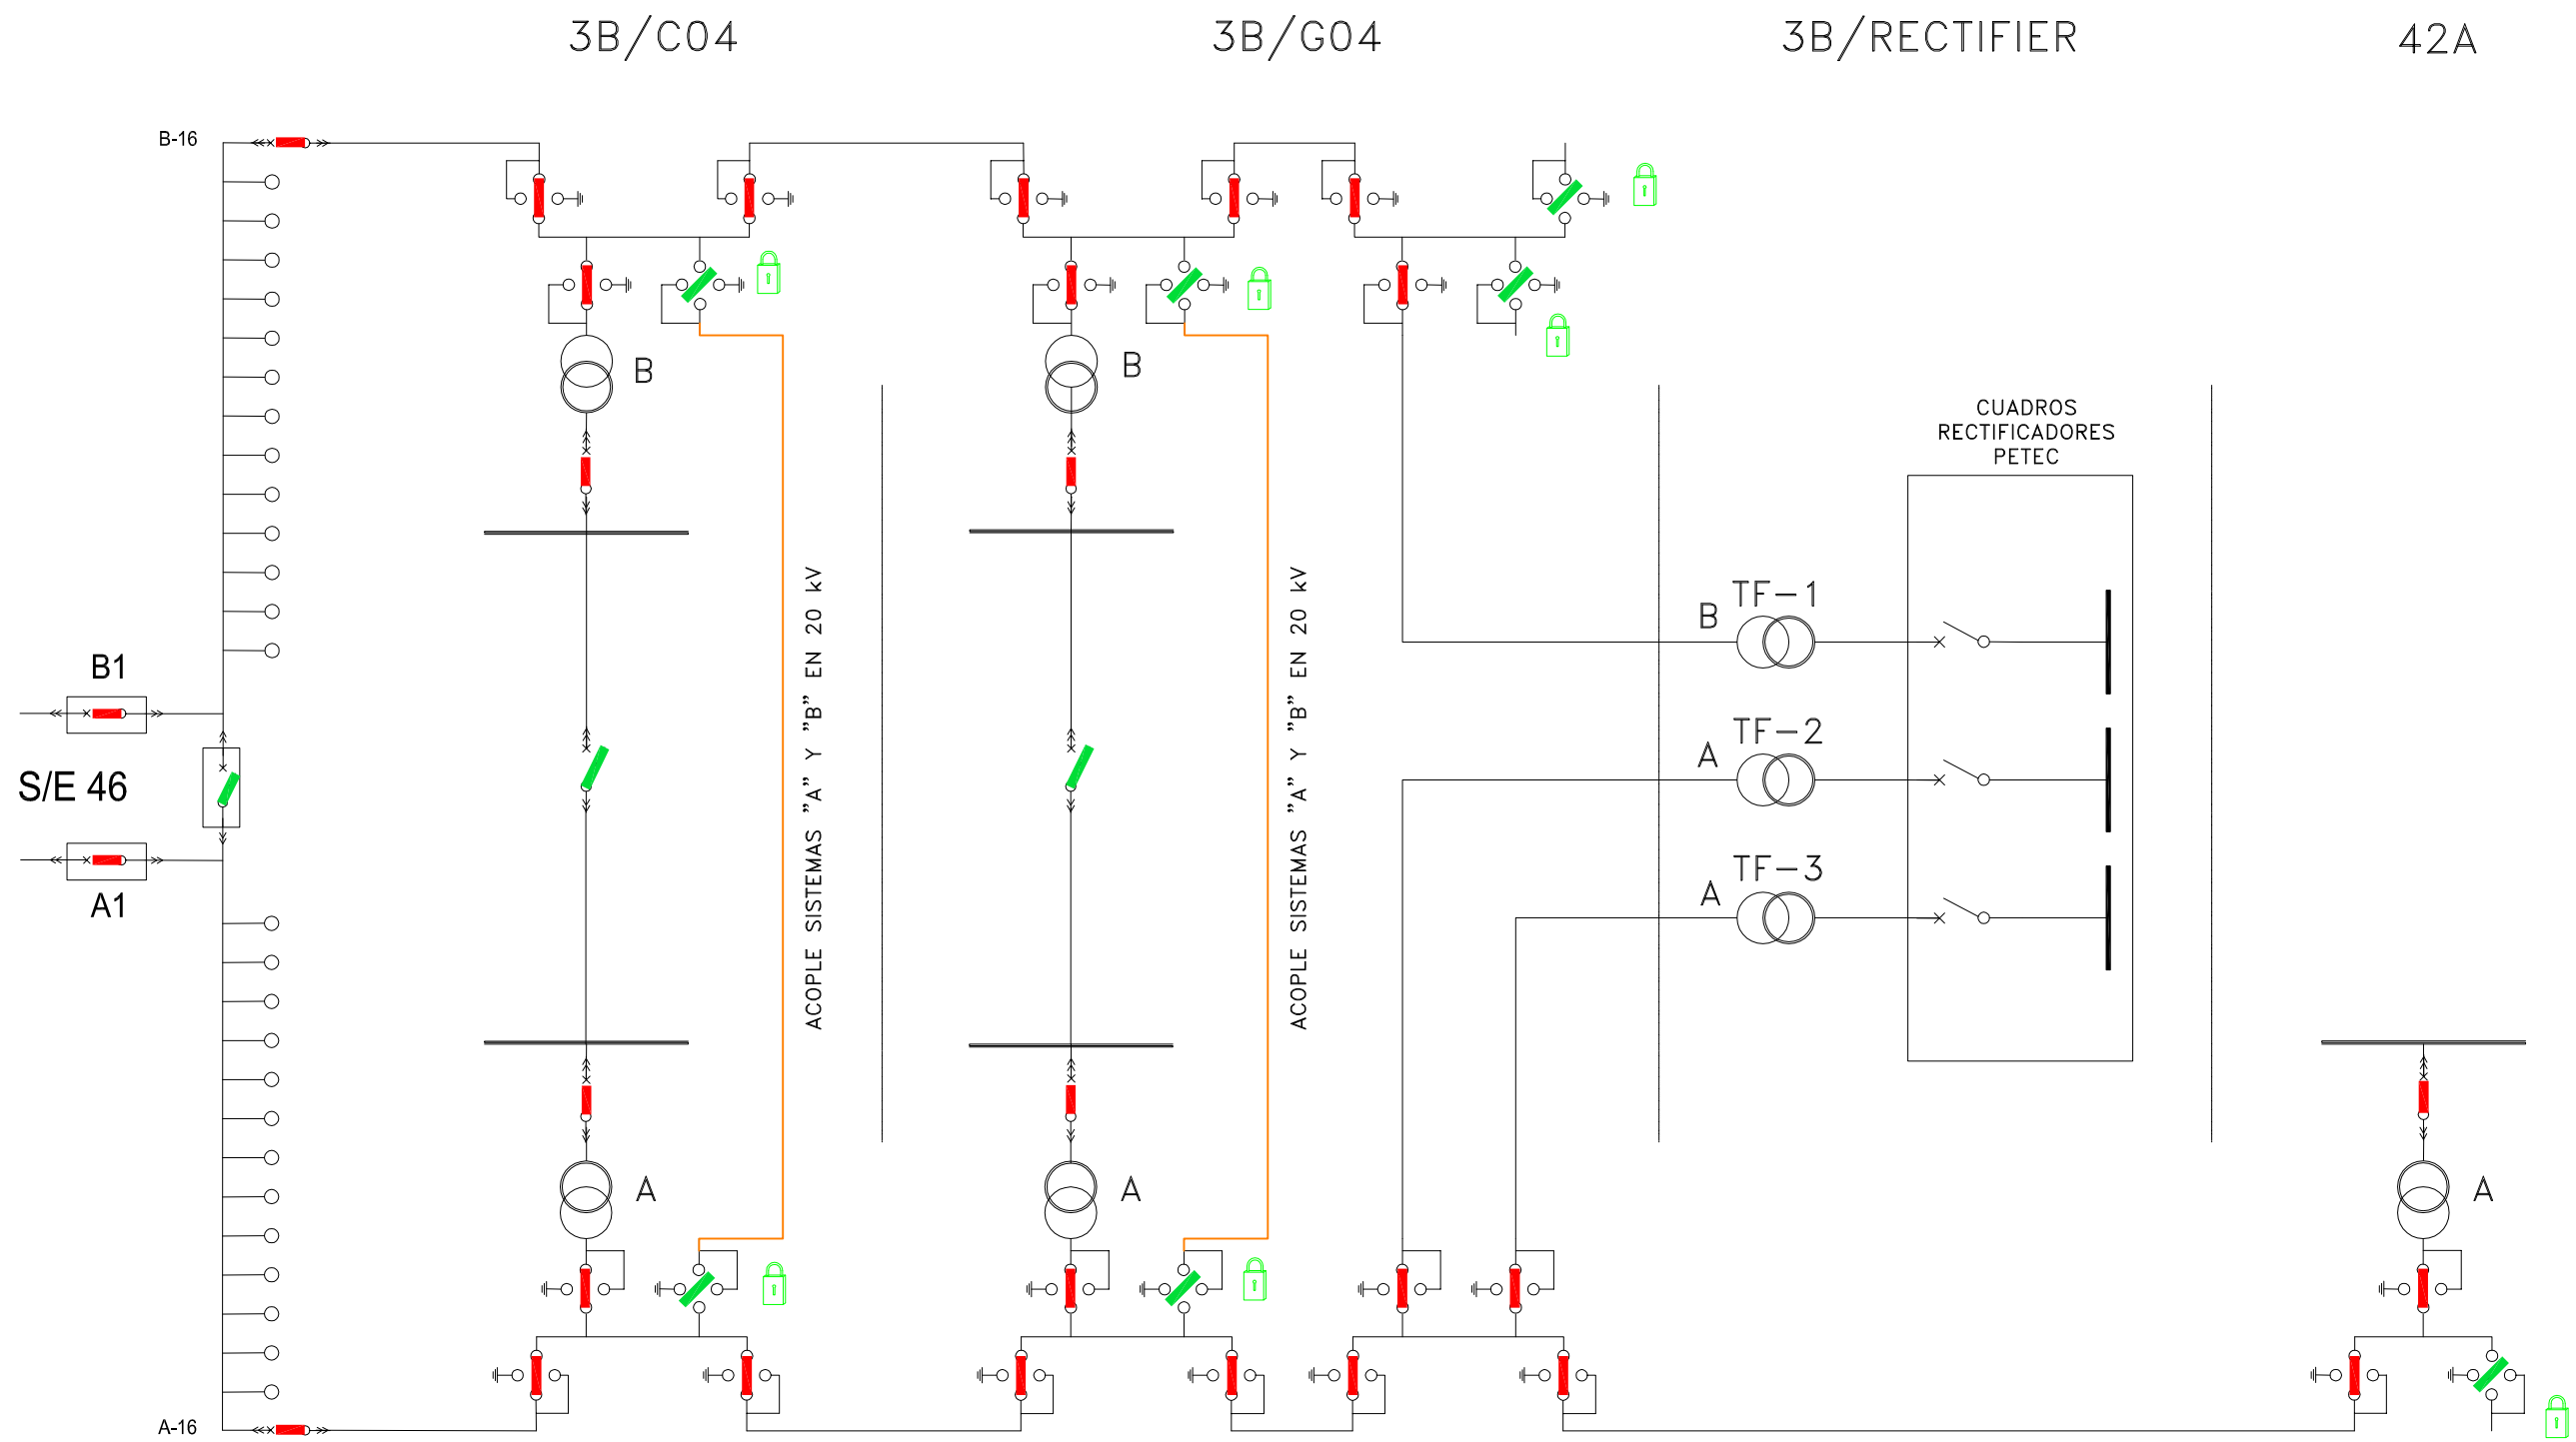 3B/C04
3B/G04
3B/RECTIFIER
42A
B-16
B
B
CUADROS
RECTIFICADORES
PETEC
ACOPLE SISTEMAS "A" Y "B" EN 20 kV
ACOPLE SISTEMAS "A" Y "B" EN 20 kV
TF-1
B
B1
TF-2
A
S/E 46
TF-3
A
A1
A
A
A
A-16